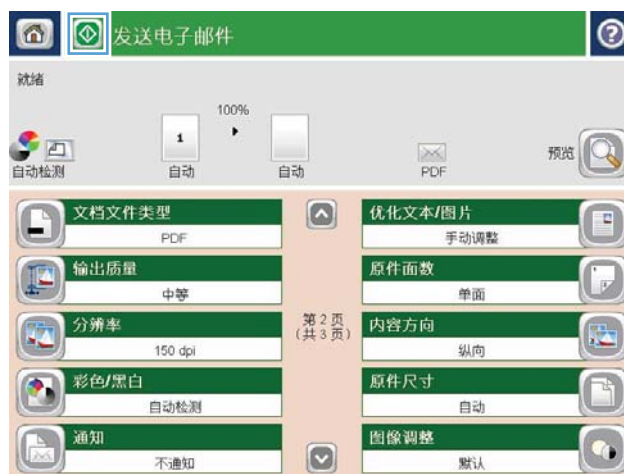 发送电子邮件
就绪
100%
1
自动检测
自动
自动
PDF
预览
文档文件类型
PDF
输出质量
中等
分辨率
150 dpi
彩色/黑白
自动检测
通知
不通知
第 2 页
(共 3 页)
优化文本/图片
手动调整
原件面数
单面
内容方向
纵向
原件尺寸
自动
图像调整
默认